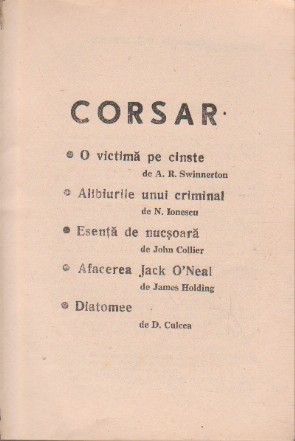 CORSAR
O victimă pe cinste
de A. R. Swinnerton
Alibiurile unui criminal
de N. Ionescu
Esență de nucșoară
de John Collier
Afacerea Jack O'Neal
de James Holding
Diatomee
de D. Culcea